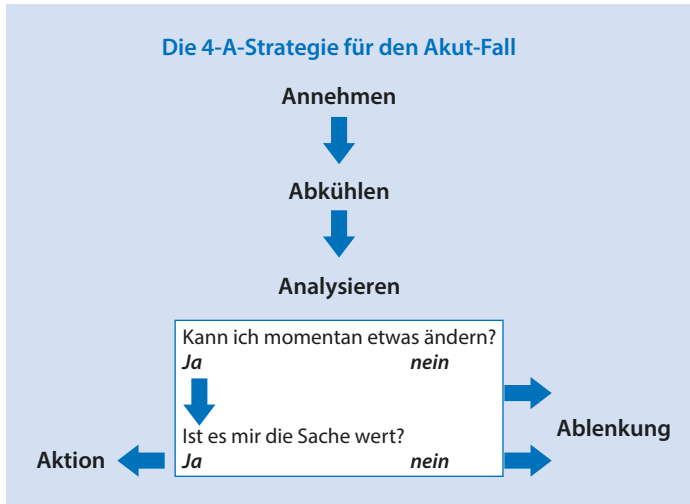 Die 4-A-Strategie für den Akut-Fall
Annehmen
Abkühlen
Analysieren
Kann ich momentan etwas ändern?
Ja nein
Ablenkung
Ist es mir die Sache wert?
Aktion
Ja nein